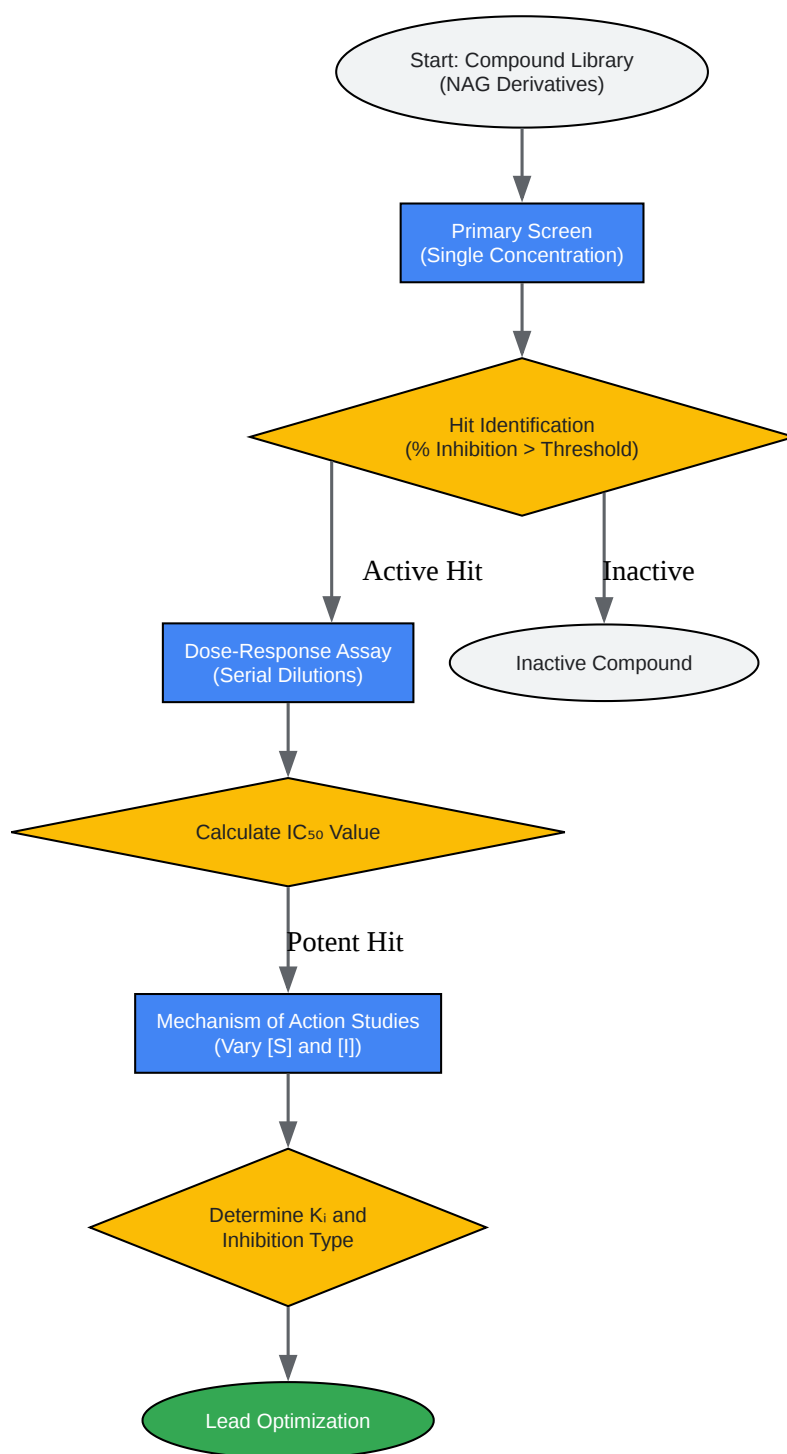 Start: Compound Library
(NAG Derivatives)
Primary Screen
(Single Concentration)
Hit Identification
(% Inhibition > Threshold)
Active Hit
Inactive
Dose-Response Assay
(Serial Dilutions)
Inactive Compound
Calculate IC₅₀ Value
Potent Hit
Mechanism of Action Studies
(Vary [S] and [I])
Determine Kᵢ and
Inhibition Type
Lead Optimization